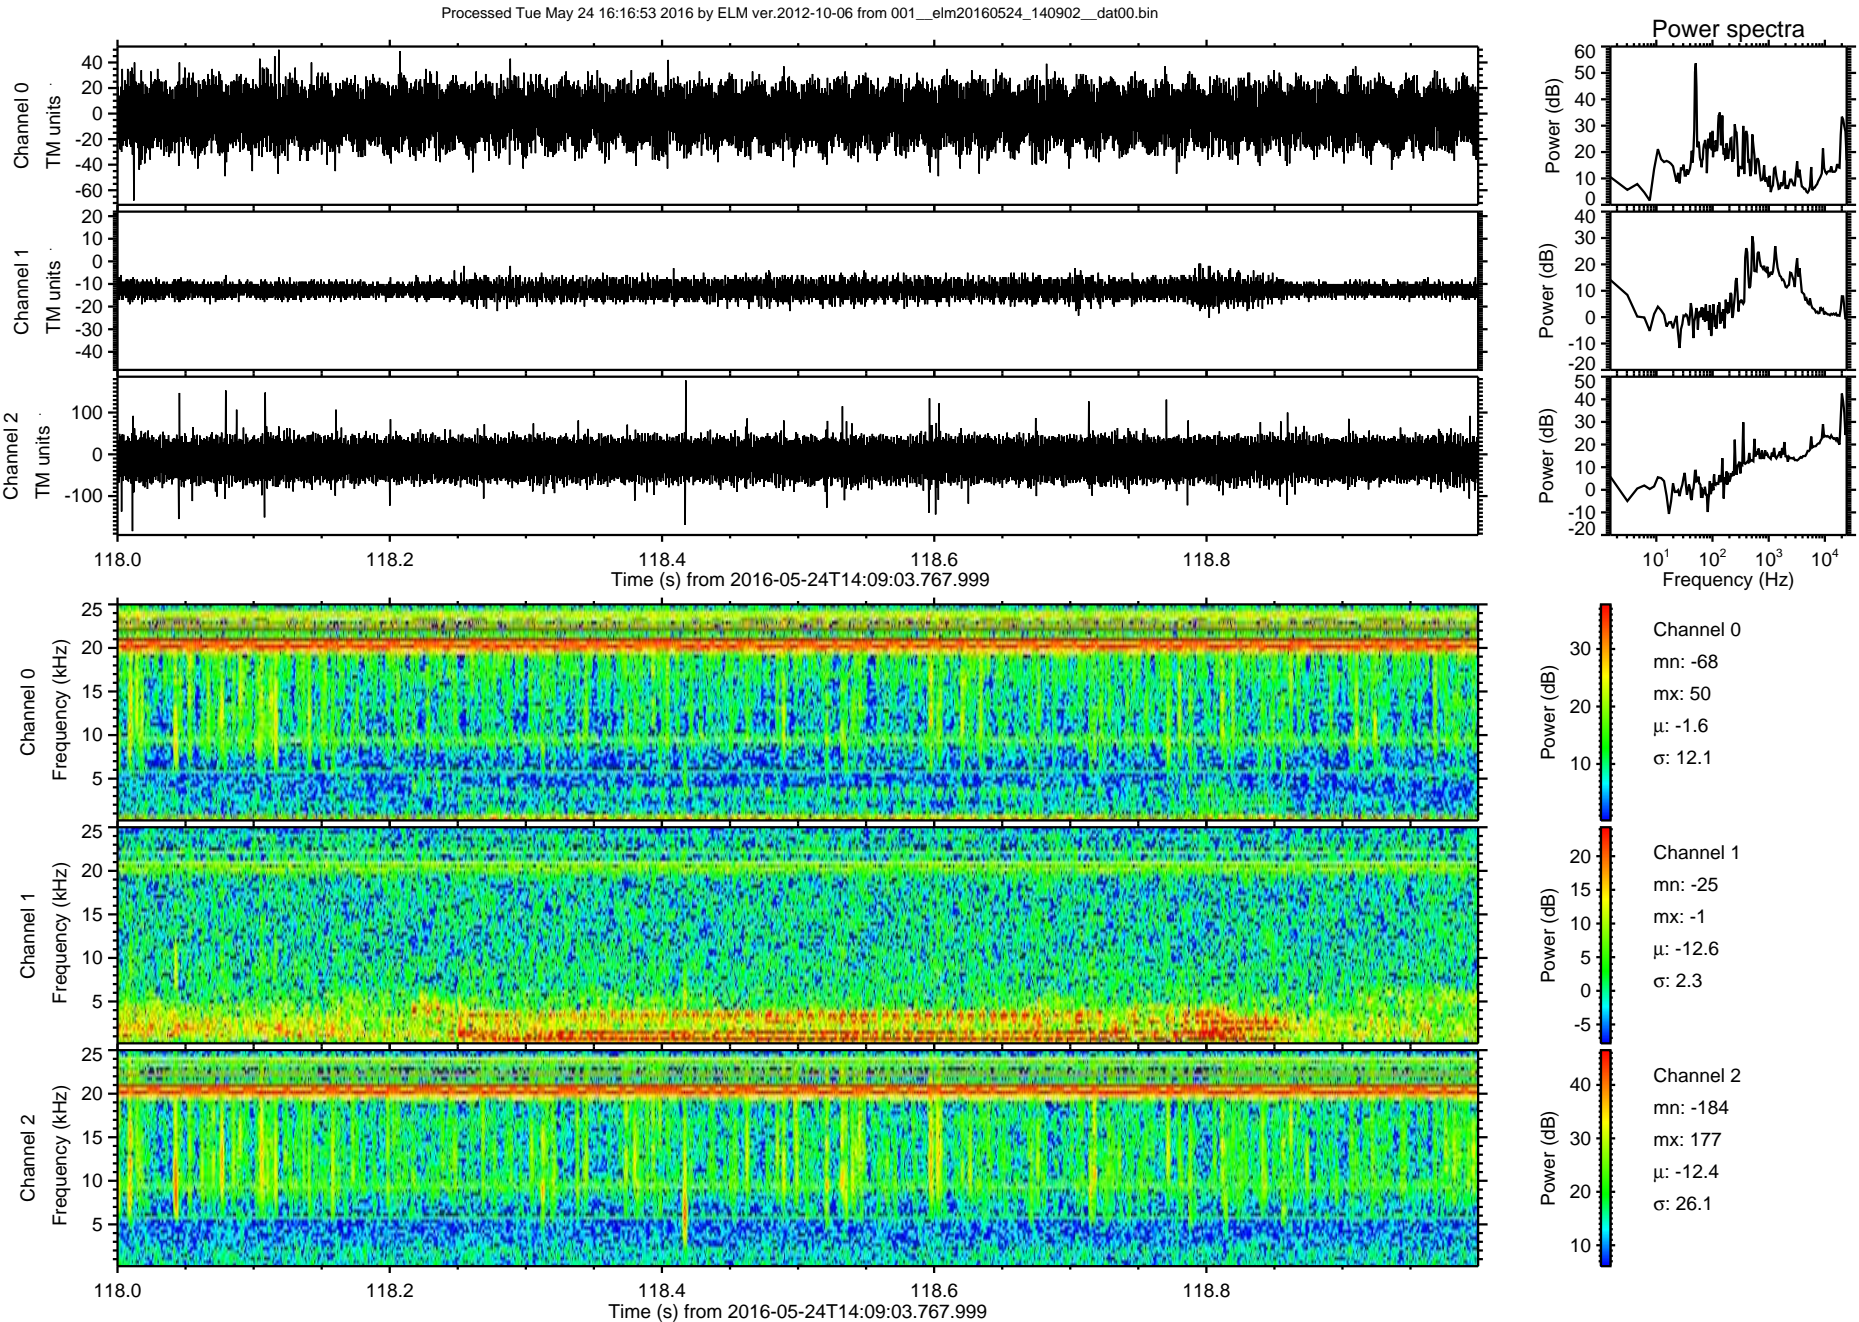 Processed Tue May 24 16:16:53 2016 by ELM ver.2012-10-06 from 001__elm20160524_140902__dat00.bin
Power spectra
Channel 0
TM units
40
20
0
-20
-40
-60
Power (dB)
60
50
40
30
20
10
0
Channel 1
TM units
20
10
0
-10
-20
-30
-40
Power (dB)
40
30
20
10
0
-10
-20
Channel 2
TM units
100
0
-100
Power (dB)
50
40
30
20
10
0
-10
-20
118.0 118.2 118.4 118.6 118.8
Time (s) from 2016-05-24T14:09:03.767.999
10^1 10^2 10^3 10^4
Frequency (Hz)
Channel 0
Frequency (kHz)
25
20
15
10
5
Power (dB)
30
20
10
Channel 0
mn: -68
mx: 50
μ: -1.6
σ: 12.1
Channel 1
Frequency (kHz)
25
20
15
10
5
Power (dB)
20
15
10
5
0
-5
Channel 1
mn: -25
mx: -1
μ: -12.6
σ: 2.3
Channel 2
Frequency (kHz)
25
20
15
10
5
Power (dB)
40
30
20
10
Channel 2
mn: -184
mx: 177
μ: -12.4
σ: 26.1
118.0 118.2 118.4 118.6 118.8
Time (s) from 2016-05-24T14:09:03.767.999